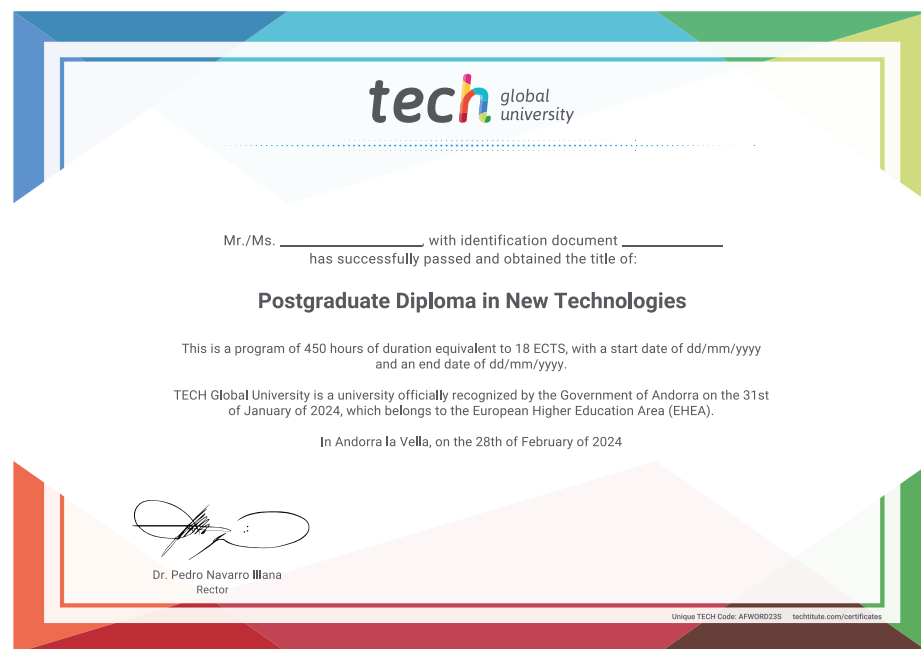 tech global
university
Mr./Ms. ____________, with identification document ____________
has successfully passed and obtained the title of:
Postgraduate Diploma in New Technologies
This is a program of 450 hours of duration equivalent to 18 ECTS, with a start date of dd/mm/yyyy
and an end date of dd/mm/yyyy.
TECH Global University is a university officially recognized by the Government of Andorra on the 31st
of January of 2024, which belongs to the European Higher Education Area (EHEA).
In Andorra la Vella, on the 28th of February of 2024
Dr. Pedro Navarro Illana
Rector
Unique TECH Code: AFWORD23S techtitute.com/certificates